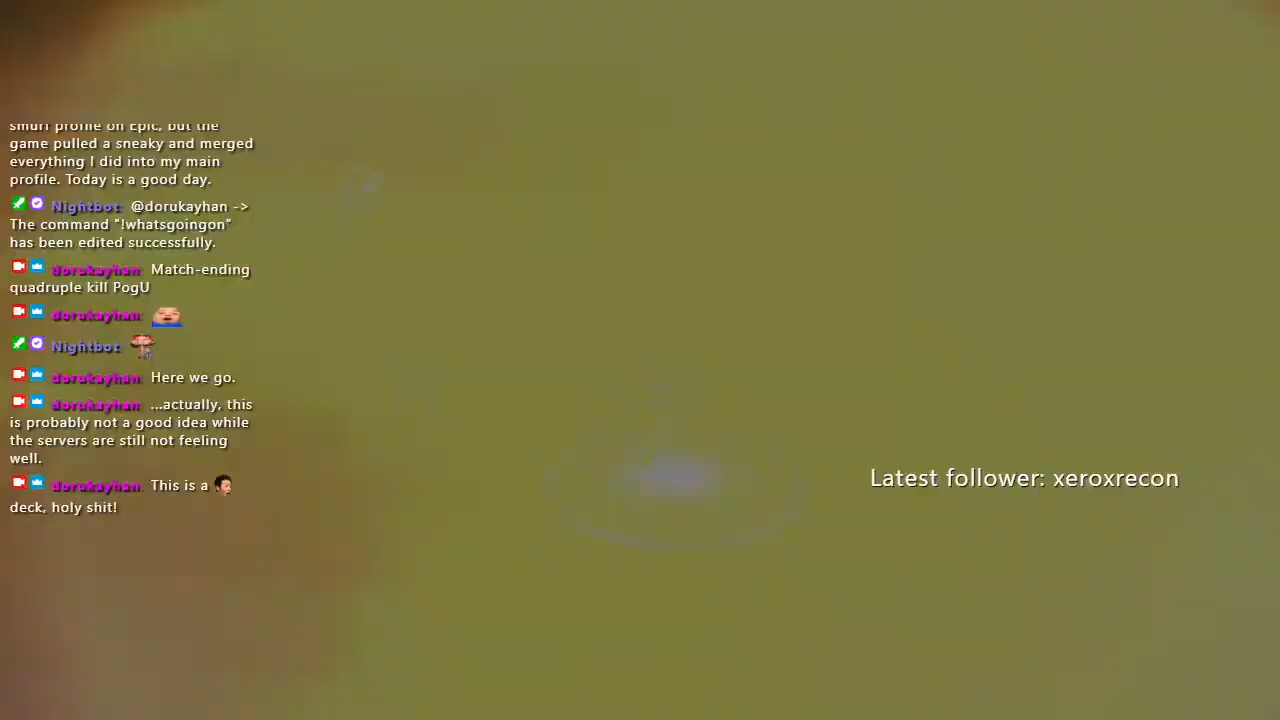 smurf profile on Epic, but the
game pulled a sneaky and merged
everything I did into my main
profile. Today is a good day.
Nightbot: @dorukayhan ->
The command "!whatsgoingon"
has been edited successfully.
dorukayhan: Match-ending
quadruple kill PogU
dorukayhan:
Nightbot:
dorukayhan: Here we go.
dorukayhan: ...actually, this
is probably not a good idea while
the servers are still not feeling
well.
dorukayhan: This is a
deck, holy shit!
Latest follower: xeroxrecon